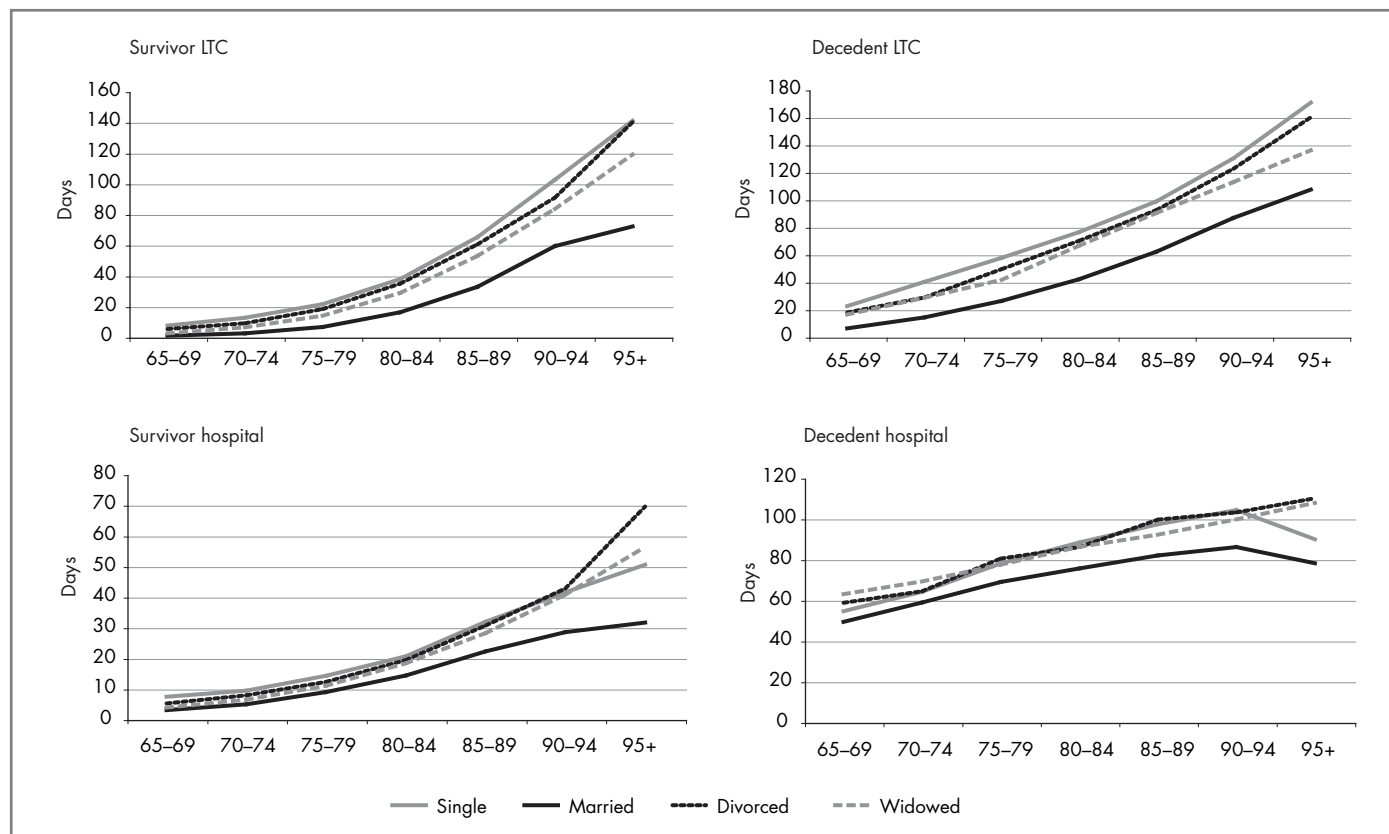 Survivor LTC
160
140
120
100
80
60
40
20
0
Days
65–69 70–74 75–79 80–84 85–89 90–94 95+
Decedent LTC
180
160
140
120
100
80
60
40
20
0
Days
65–69 70–74 75–79 80–84 85–89 90–94 95+
Survivor hospital
80
70
60
50
40
30
20
10
0
Days
65–69 70–74 75–79 80–84 85–89 90–94 95+
Decedent hospital
120
100
80
60
40
20
0
Days
65–69 70–74 75–79 80–84 85–89 90–94 95+
Single Married Divorced Widowed